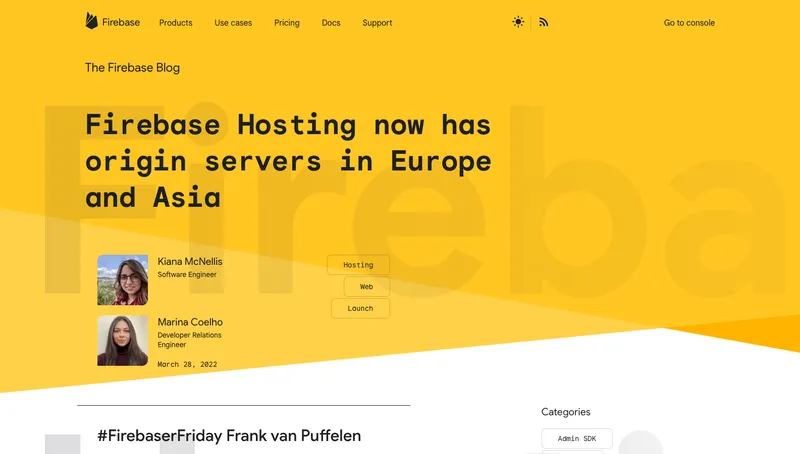 Firebase
Products
Use cases
Pricing
Docs
Support
Go to console
The Firebase Blog
Fireba
Firebase Hosting now has
origin servers in Europe
and Asia
Kiana McNellis
Software Engineer
Hosting
Web
Launch
Marina Coelho
Developer Relations
Engineer
March 28, 2022
#FirebaserFriday Frank van Puffelen
Categories
Admin SDK